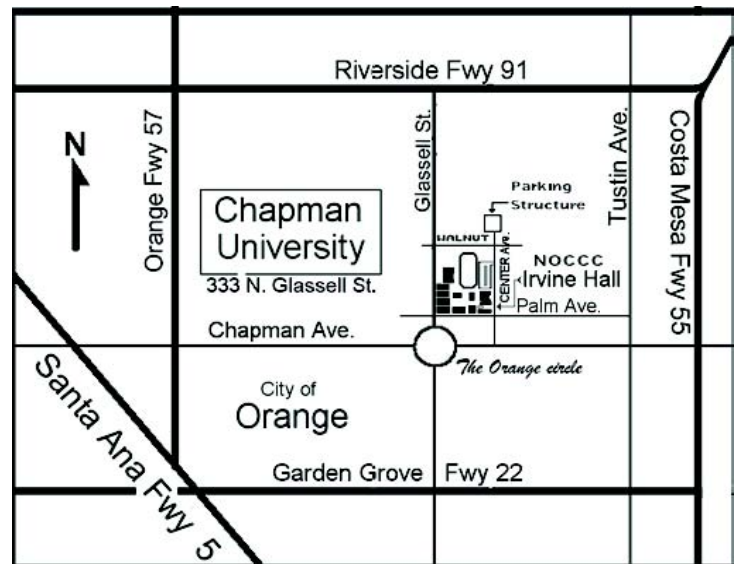 Riverside Fwy 91
Orange Fwy 57
N
Glassell St.
Tustin Ave.
Costa Mesa Fwy 55
Parking
Structure
Chapman
University
333 N. Glassell St.
WALNUT
CENTER Ave.
NOCCC
Irvine Hall
Palm Ave.
Chapman Ave.
The Orange circle
City of
Orange
Santa Ana Fwy 5
Garden Grove Fwy 22